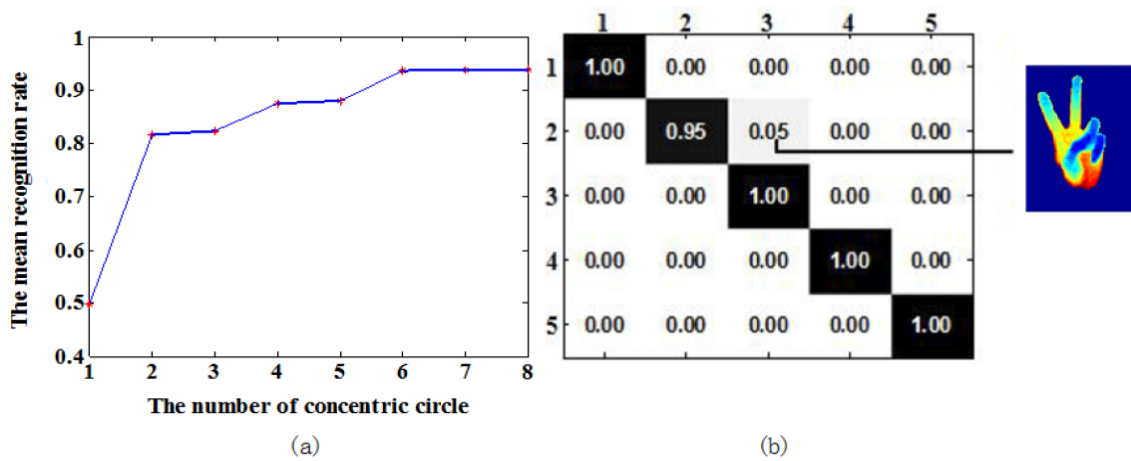 1
0.9
0.8
0.7
0.6
0.5
0.4
The mean recognition rate
1 2 3 4 5 6 7 8
The number of concentric circle
(a)
1 2 3 4 5
1 1.00 0.00 0.00 0.00 0.00
2 0.00 0.95 0.05 0.00 0.00
3 0.00 0.00 1.00 0.00 0.00
4 0.00 0.00 0.00 1.00 0.00
5 0.00 0.00 0.00 0.00 1.00
(b)